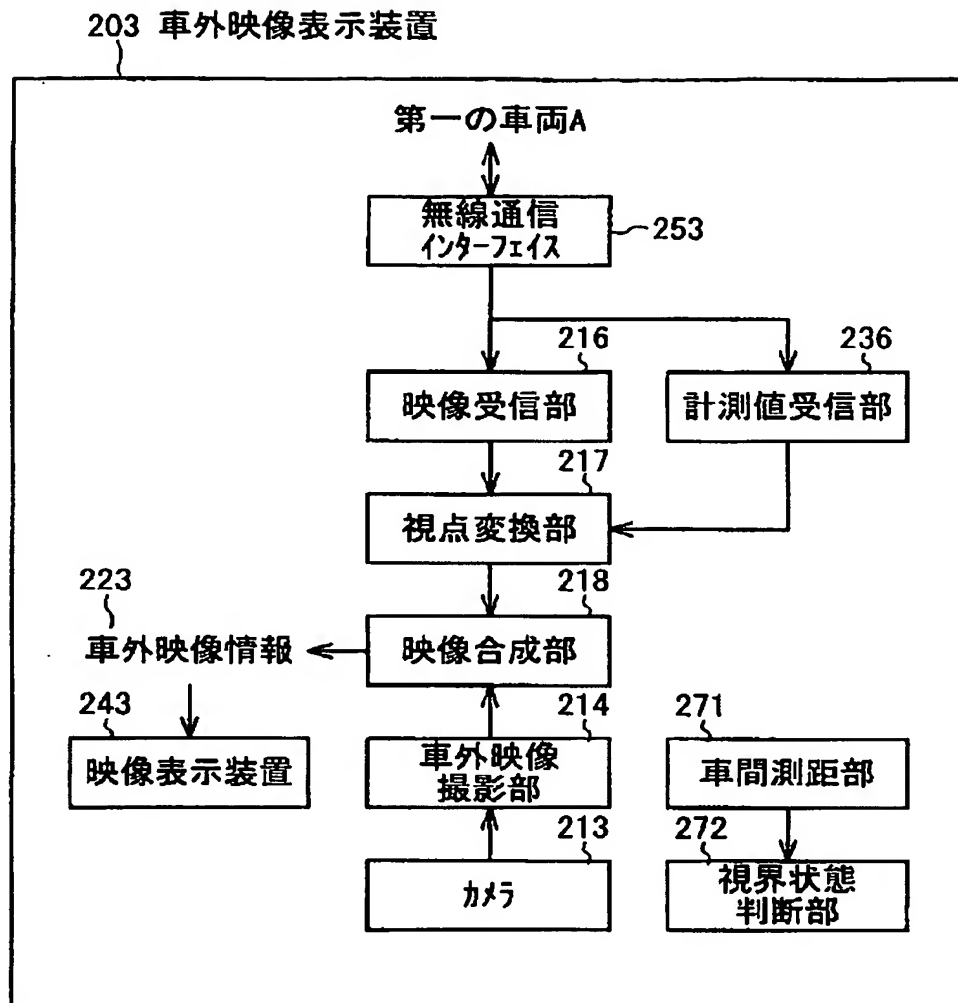 203 車外映像表示装置
第一の車両A
無線通信
インターフェイス
253
216
映像受信部
236
計測値受信部
217
視点変換部
218
映像合成部
223
車外映像情報
243
映像表示装置
214
車外映像
撮影部
271
車間測距部
213
カメラ
272
視界状態
判断部